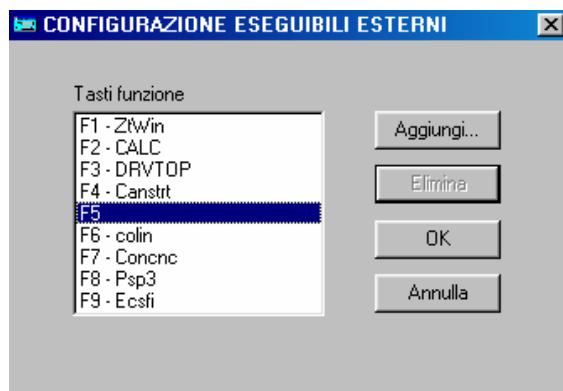 CONFIGURAZIONE ESEGUIBILI ESTERNI
Tasti funzione
F1 - ZtWin
F2 - CALC
F3 - DRVTOP
F4 - Canstrt
F5
F6 - colin
F7 - Concnc
F8 - Psp3
F9 - Ecsfi
Aggiungi...
Elimina
OK
Annulla